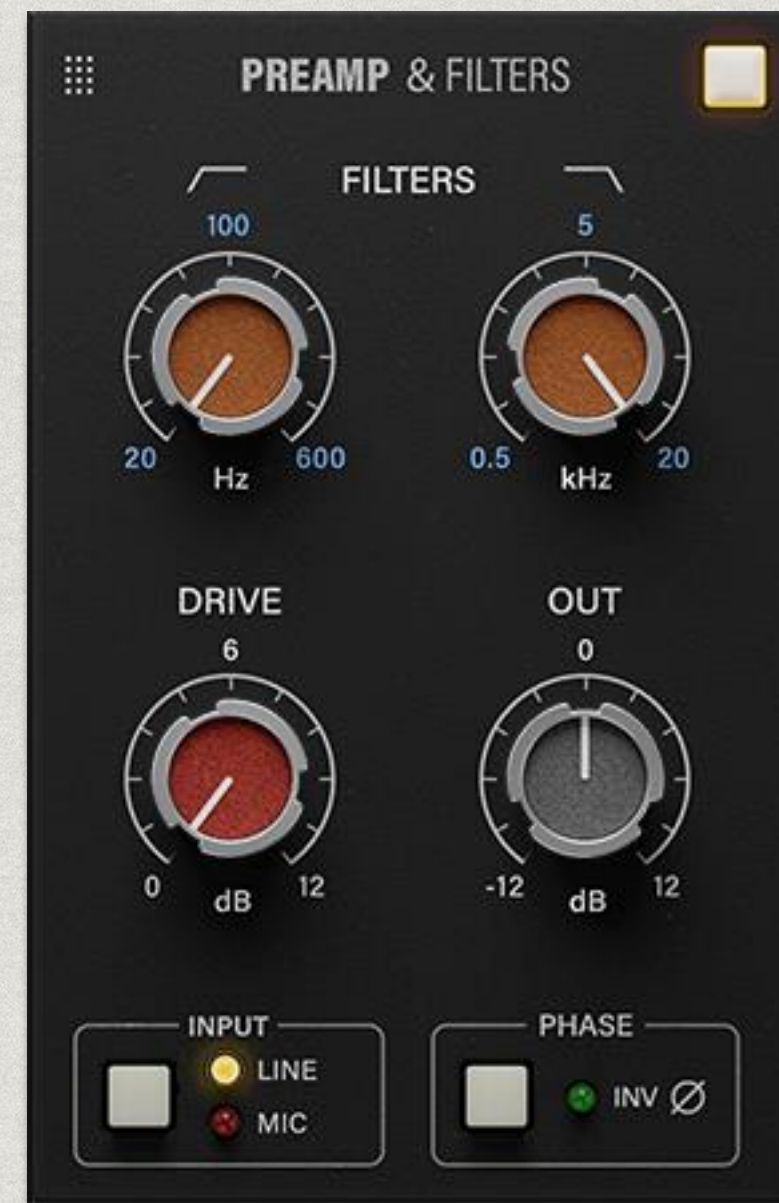 PREAMP & FILTERS
FILTERS
100 5
20 600 0.5 20
Hz kHz
DRIVE OUT
6 0
0 12 -12 12
dB dB
INPUT PHASE
LINE
INV Ø
MIC